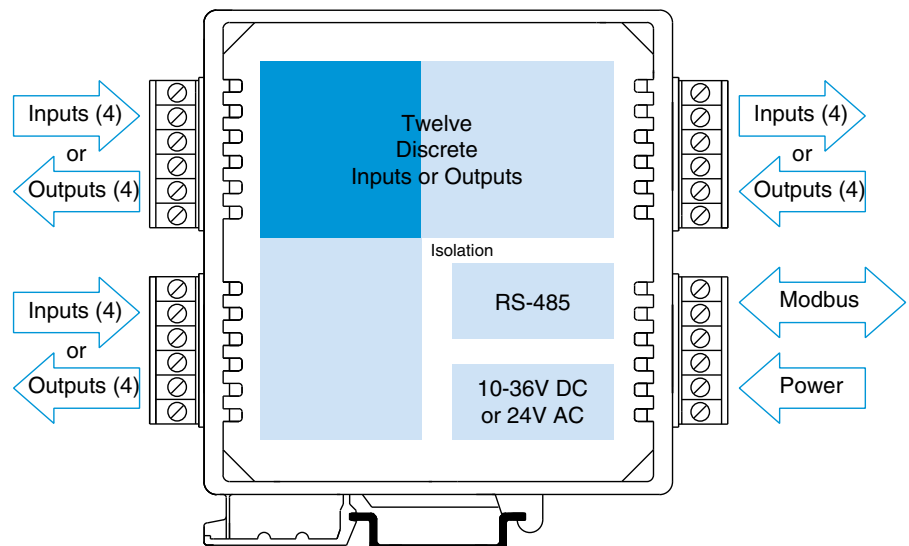 Inputs (4)
or
Outputs (4)
Twelve
Discrete
Inputs or Outputs
Inputs (4)
or
Outputs (4)
Isolation
Inputs (4)
or
Outputs (4)
RS-485
Modbus
10-36V DC
or 24V AC
Power